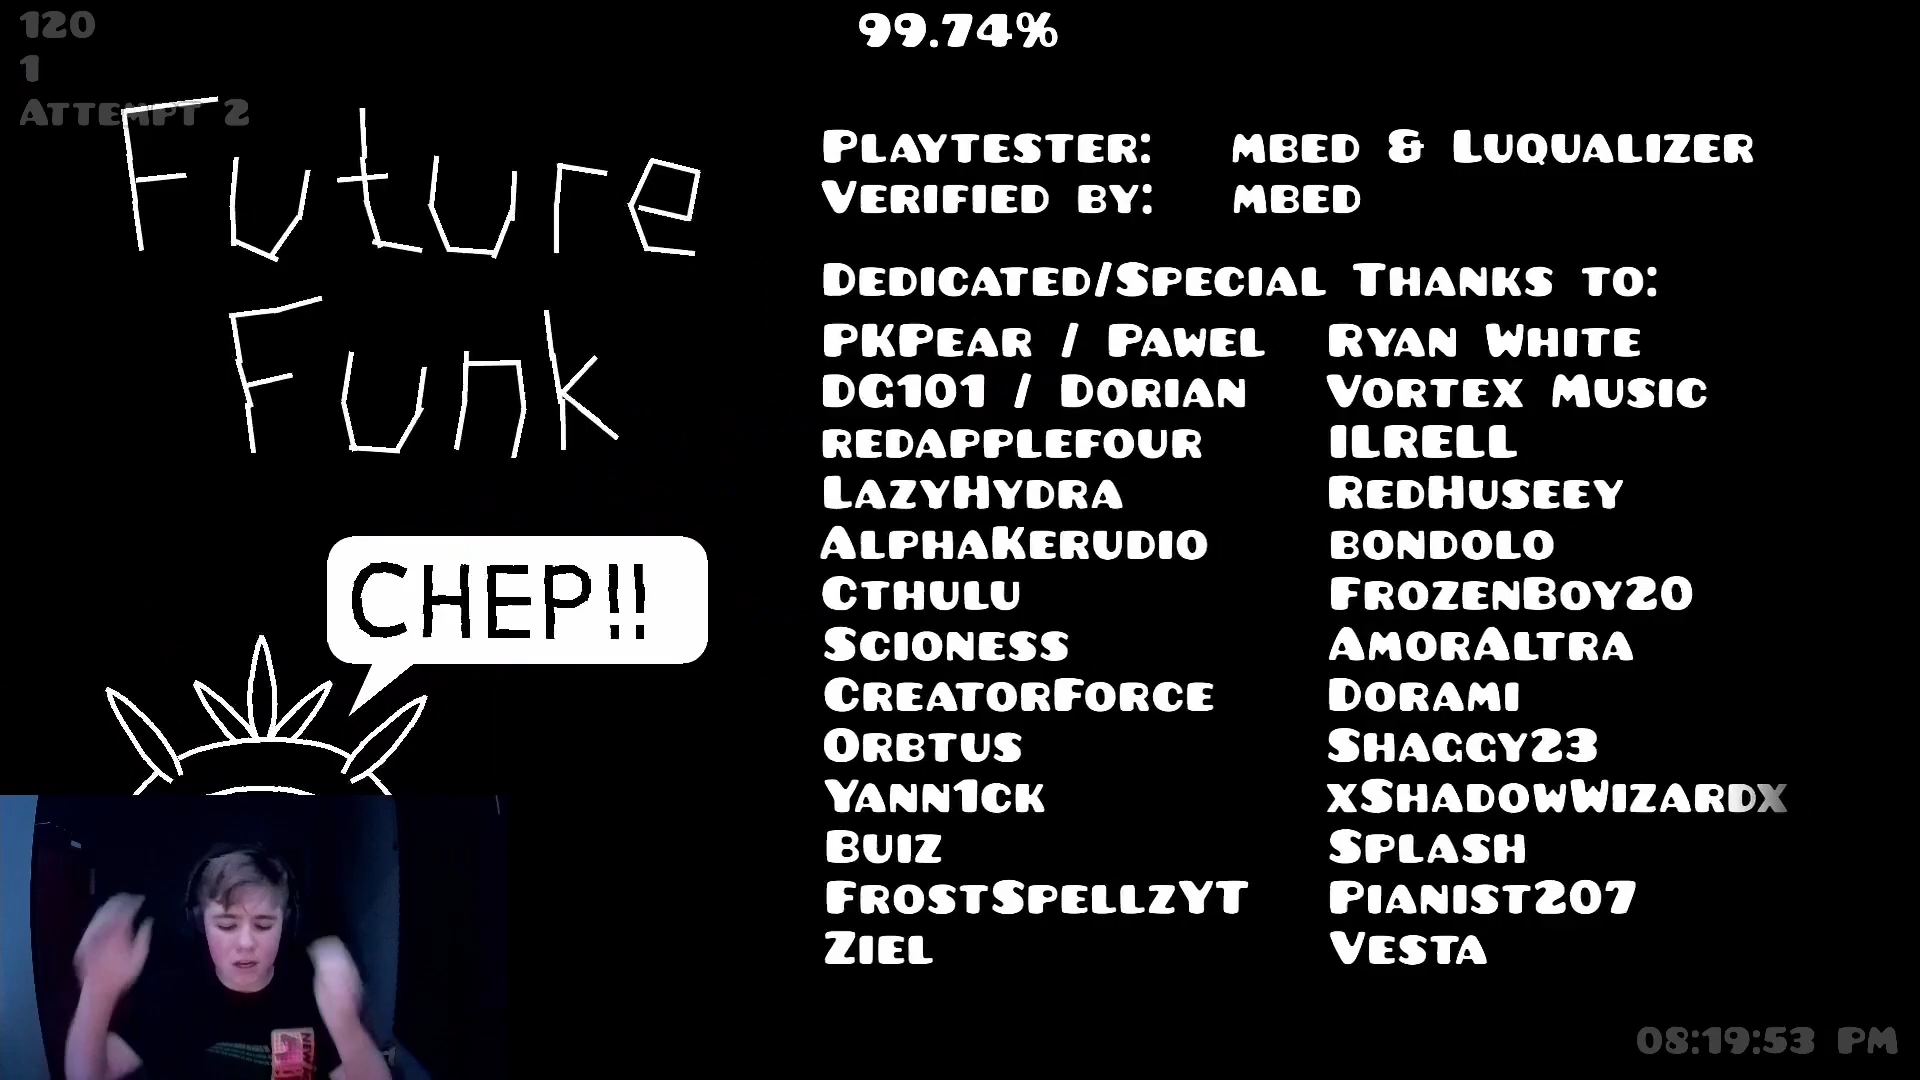 120
1
Attempt 2
99.74%
Future
Funk
CHEP!!
Playtester: mbed & Luqualizer
Verified by: mbed
Dedicated/Special Thanks to:
PKPear / Pawel Ryan White
DG101 / Dorian Vortex Music
redapplefour ILRELL
LazyHydra RedHuseey
AlphaKerudio bondolo
Cthulu FrozenBoy20
Scioness AmorAltra
CreatorForce Dorami
Orbtus Shaggy23
Yann1ck xShadowWizardx
Buiz Splash
FrostSpellzYT Pianist207
Ziel Vesta
08:19:53 PM